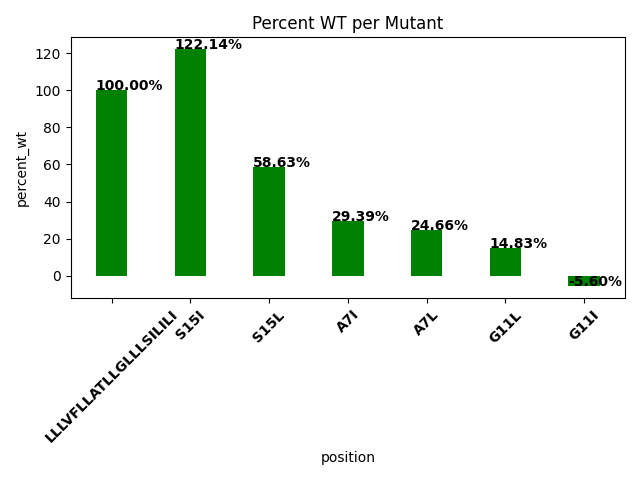 Percent WT per Mutant
percent_wt
120
100
80
60
40
20
0
100.00%
122.14%
58.63%
29.39%
24.66%
14.83%
-5.60%
LLLVFLLATLLGLLLSILILI
S15I
S15L
A7I
A7L
G11L
G11I
position